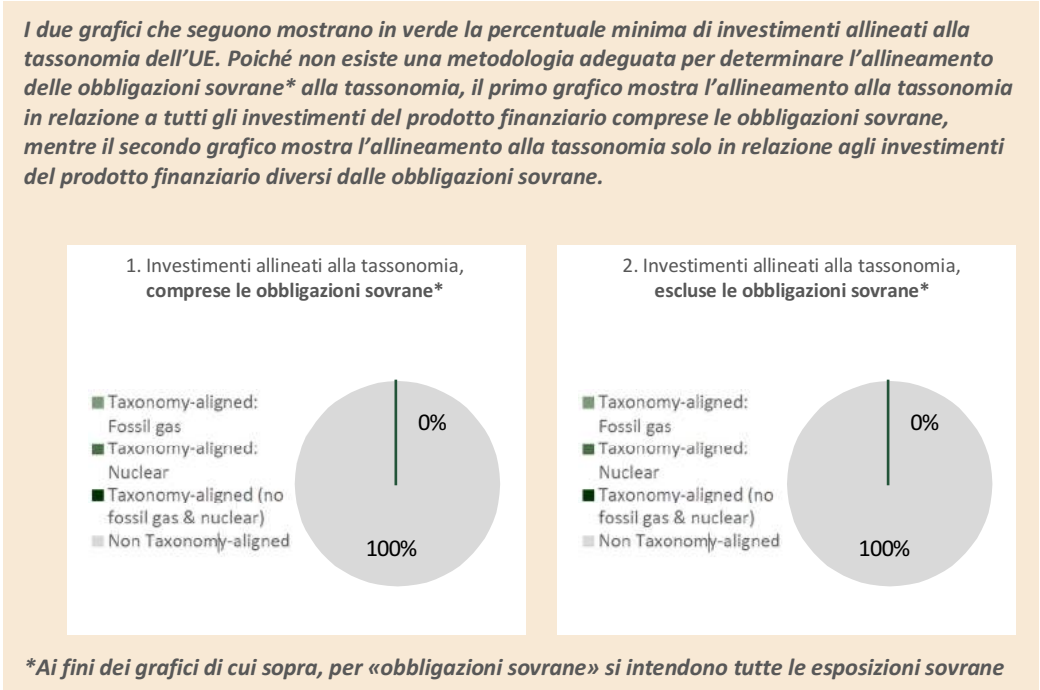 I due grafici che seguono mostrano in verde la percentuale minima di investimenti allineati alla
tassonomia dell’UE. Poiché non esiste una metodologia adeguata per determinare l’allineamento
delle obbligazioni sovrane* alla tassonomia, il primo grafico mostra l’allineamento alla tassonomia
in relazione a tutti gli investimenti del prodotto finanziario comprese le obbligazioni sovrane,
mentre il secondo grafico mostra l’allineamento alla tassonomia solo in relazione agli investimenti
del prodotto finanziario diversi dalle obbligazioni sovrane.
1. Investimenti allineati alla tassonomia,
comprese le obbligazioni sovrane*
Taxonomy-aligned:
Fossil gas
Taxonomy-aligned:
Nuclear
Taxonomy-aligned (no
fossil gas & nuclear)
Non Taxonomy-aligned
0%
100%
2. Investimenti allineati alla tassonomia,
escluse le obbligazioni sovrane*
Taxonomy-aligned:
Fossil gas
Taxonomy-aligned:
Nuclear
Taxonomy-aligned (no
fossil gas & nuclear)
Non Taxonomy-aligned
0%
100%
*Ai fini dei grafici di cui sopra, per «obbligazioni sovrane» si intendono tutte le esposizioni sovrane